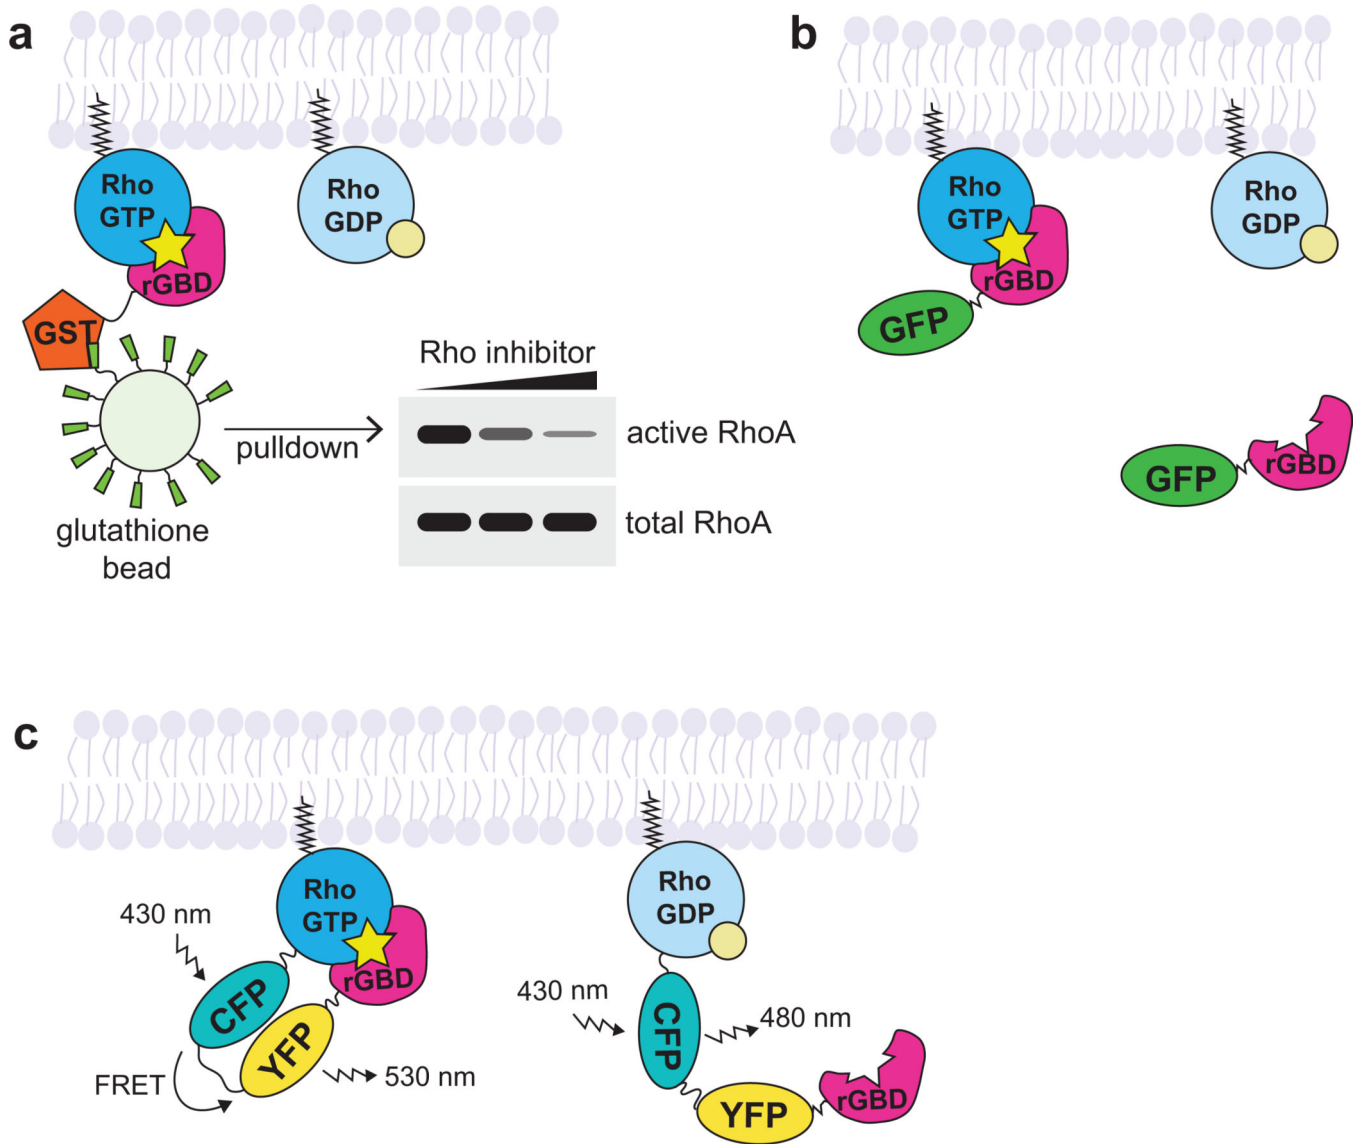 a
Rho
GTP
rGBD
GST
Rho
GDP
glutathione
bead
pulldown
Rho inhibitor
active RhoA
total RhoA
b
Rho
GTP
rGBD
GFP
Rho
GDP
GFP
rGBD
c
430 nm
Rho
GTP
rGBD
CFP
YFP
FRET
530 nm
Rho
GDP
430 nm
CFP
480 nm
YFP
rGBD